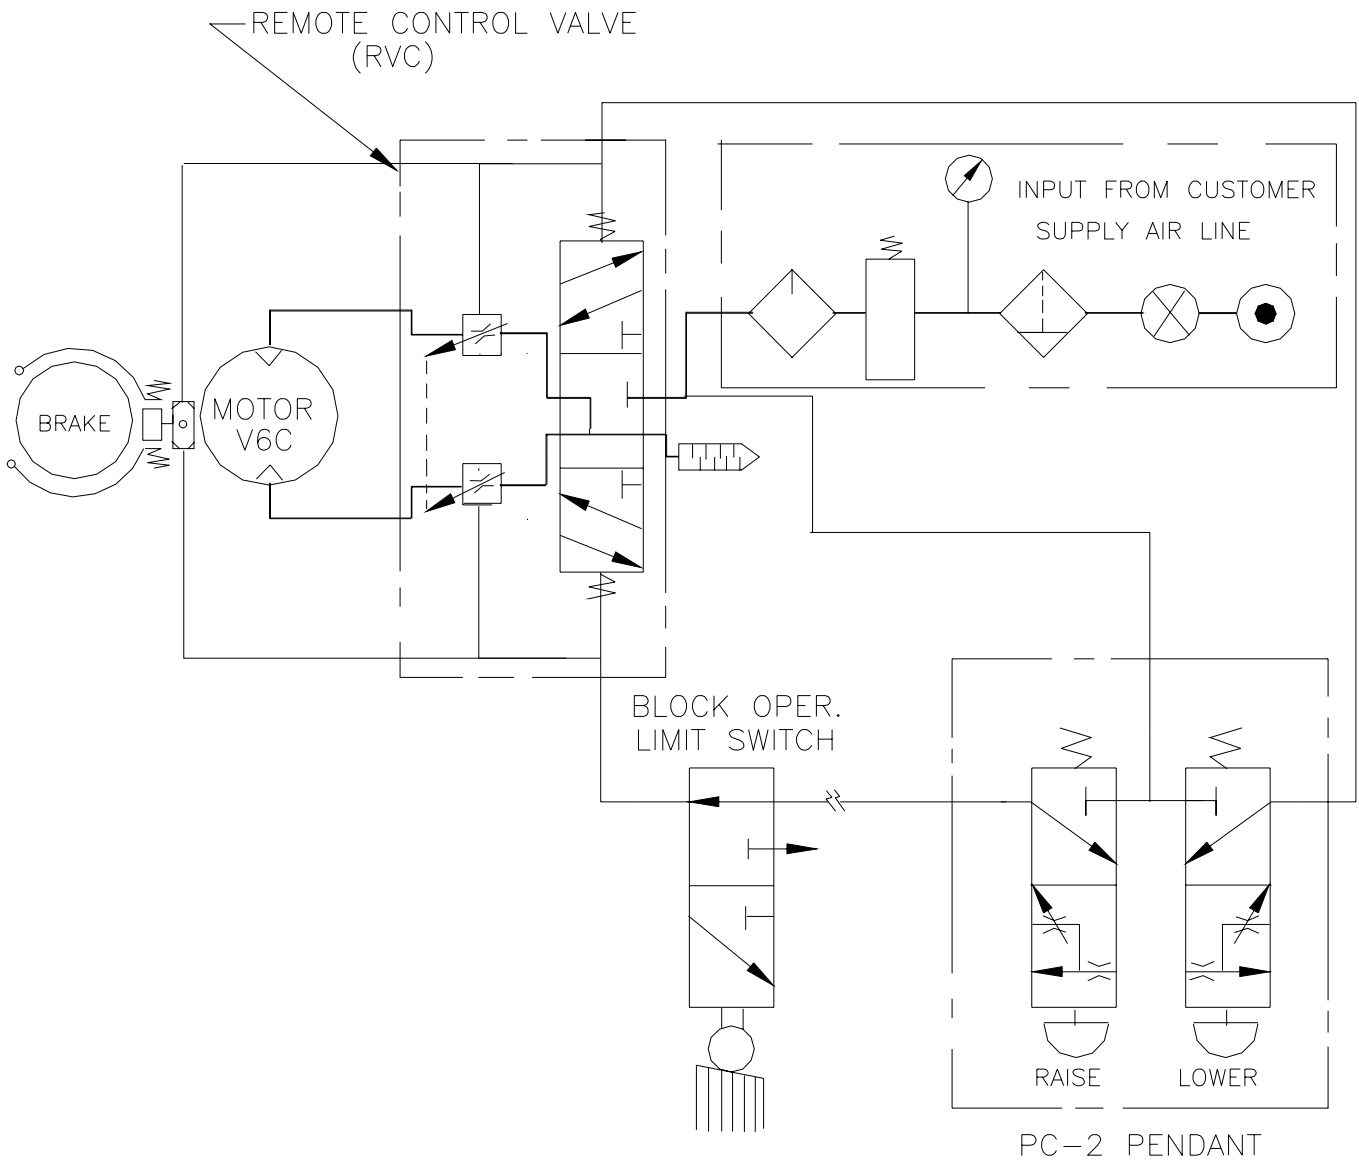 REMOTE CONTROL VALVE
(RVC)
INPUT FROM CUSTOMER
SUPPLY AIR LINE
BRAKE
MOTOR
V6C
BLOCK OPER.
LIMIT SWITCH
RAISE
LOWER
PC-2 PENDANT